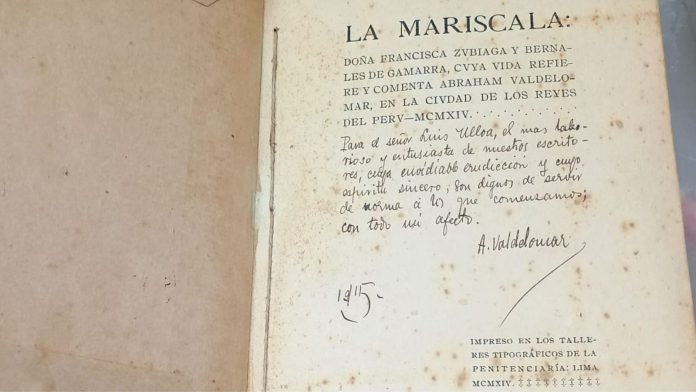 LA MARISCALA:
DOÑA FRANCISCA ZVBIAGA Y BERNA-
LES DE GAMARRA, CVYA VIDA REFIE-
RE Y COMENTA ABRAHAM VALDELO-
MAR, EN LA CIVDAD DE LOS REYES
DEL PERV—MCMXIV.
Para el señor Luis Ulloa, el mas labo-
rioso y entusiasta de nuestros escrito-
res, cuya envidiable erudicción y cuyo
espíritu sincero, son dignos de servir
de norma á los que comenzamos;
con todo mi afecto.
A. Valdelomar
1915
IMPRESO EN LOS TALLE-
RES TIPOGRÁFICOS DE LA
PENITENCIARÍA: LIMA
MCMXIV.